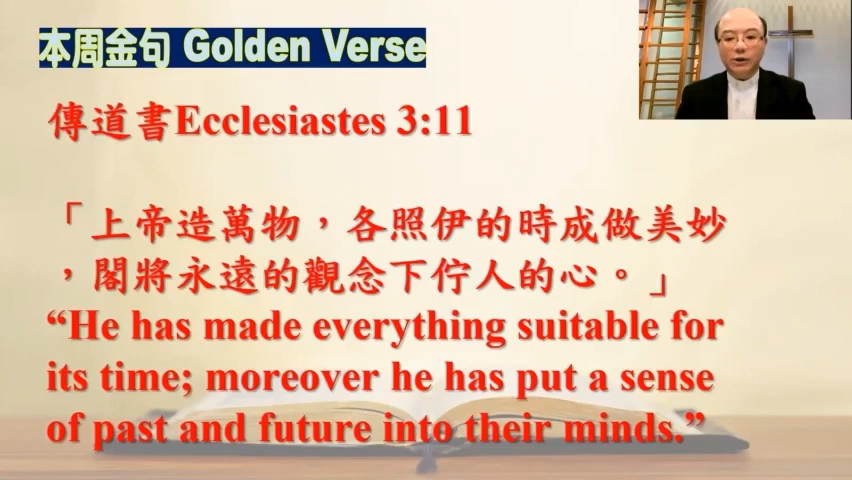 本周金句 Golden Verse
傳道書Ecclesiastes 3:11
「上帝造萬物，各照伊的時成做美妙
，閣將永遠的觀念下佇人的心。」
“He has made everything suitable for
its time; moreover he has put a sense
of past and future into their minds.”